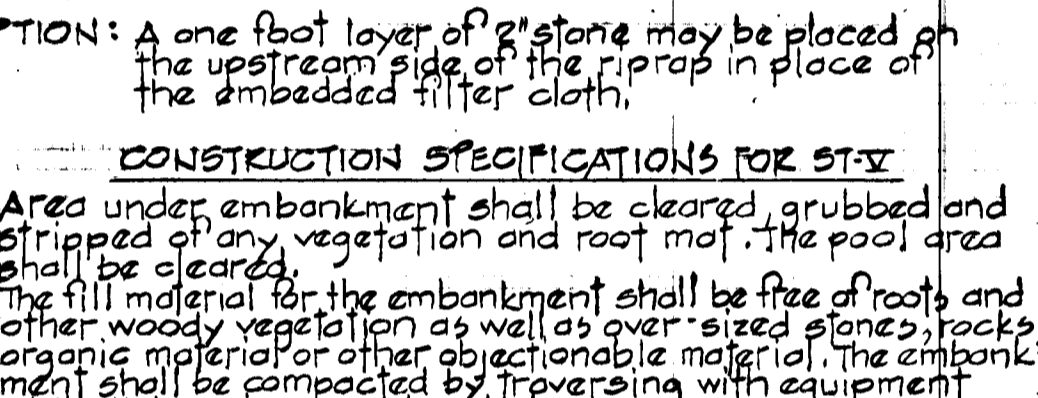 PTION: A one foot layer of 2" stone may be placed on
the upstream side of the riprap in place of
the embedded filter cloth.
CONSTRUCTION SPECIFICATIONS FOR ST-V
Area under embankment shall be cleared, grubbed and
stripped of any vegetation and root mat. The pool area
shall be cleared.
The fill material for the embankment shall be free of roots and
other woody vegetation as well as over-sized stones, rocks
organic material or other objectionable material. The embank
ment shall be compacted by traversing with equipment